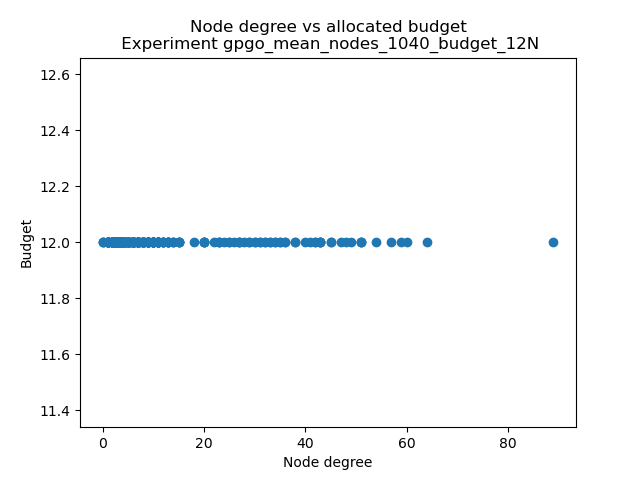 Node degree vs allocated budget
Experiment gpgo_mean_nodes_1040_budget_12N
12.6
12.4
12.2
12.0
11.8
11.6
11.4
Budget
0 20 40 60 80
Node degree